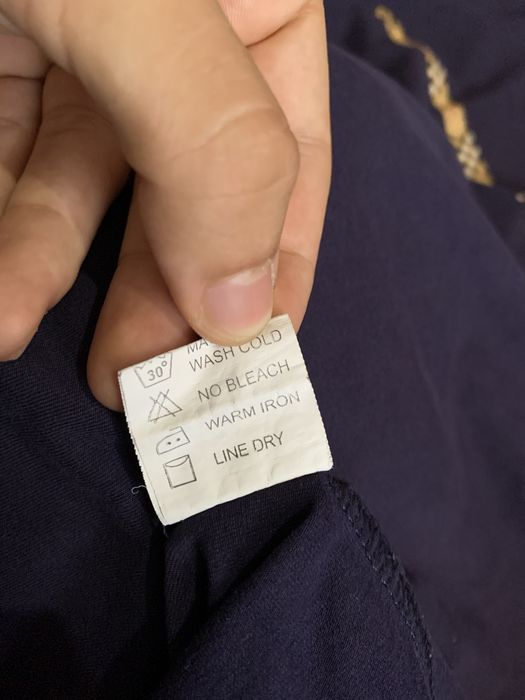 WASH COLD
30°
NO BLEACH
WARM IRON
LINE DRY